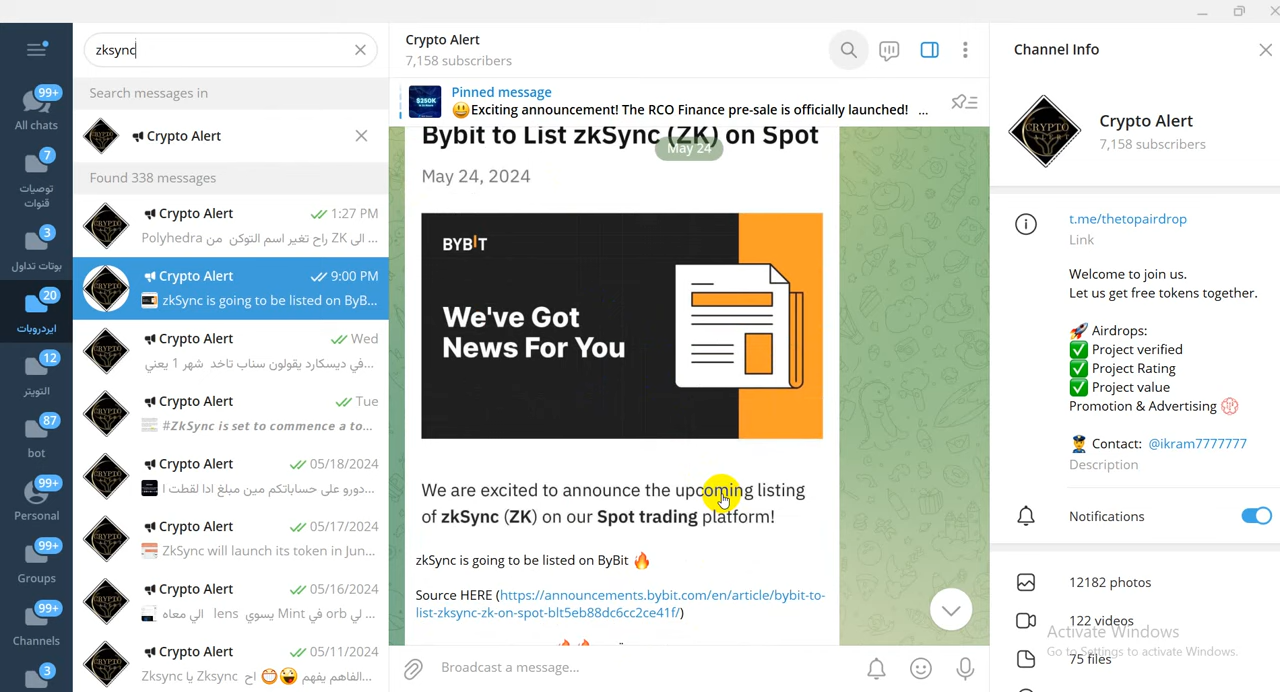 zksync
Search messages in
Crypto Alert
Found 338 messages
Crypto Alert 1:27 PM
Polyhedra الى ZK راح تغير اسم التوكن من ...
Crypto Alert 9:00 PM
zkSync is going to be listed on ByB...
Crypto Alert Wed
في ديسكارد يقولون سناب تاخذ شهر 1 يعني...
Crypto Alert Tue
#ZkSync is set to commence a to...
Crypto Alert 05/18/2024
دورو على حساباتكم مين مبلغ اذا لقطت ا...
Crypto Alert 05/17/2024
ZkSync will launch its token in Jun...
Crypto Alert 05/16/2024
لي orb في Mint يسوي lens الي معاه ...
Crypto Alert 05/11/2024
Zksync يا Zksync اح 😁😜 الفاهم يفهم...
99+
All chats
7
توصيات
قنوات
3
بوتات تداول
20
ايردروبات
12
التويتر
87
bot
99+
Personal
99+
Groups
99+
Channels
3
Crypto Alert
7,158 subscribers
Pinned message
$250K
😃Exciting announcement! The RCO Finance pre-sale is officially launched! ...
Bybit to List zkSync (ZK) on Spot
May 24
May 24, 2024
BYBIT
We've Got
News For You
We are excited to announce the upcoming listing
of zkSync (ZK) on our Spot trading platform!
zkSync is going to be listed on ByBit 🔥
Source HERE (https://announcements.bybit.com/en/article/bybit-to-
list-zksync-zk-on-spot-blt5eb88dc6cc2ce41f/)
Broadcast a message...
Channel Info
CRYPTO
Crypto Alert
7,158 subscribers
t.me/thetopairdrop
Link
Welcome to join us.
Let us get free tokens together.
🚀 Airdrops:
✅ Project verified
✅ Project Rating
✅ Project value
Promotion & Advertising
Contact: @ikram7777777
Description
Notifications
12182 photos
122 videos
75 files
Activate Windows
Go to Settings to activate Windows.